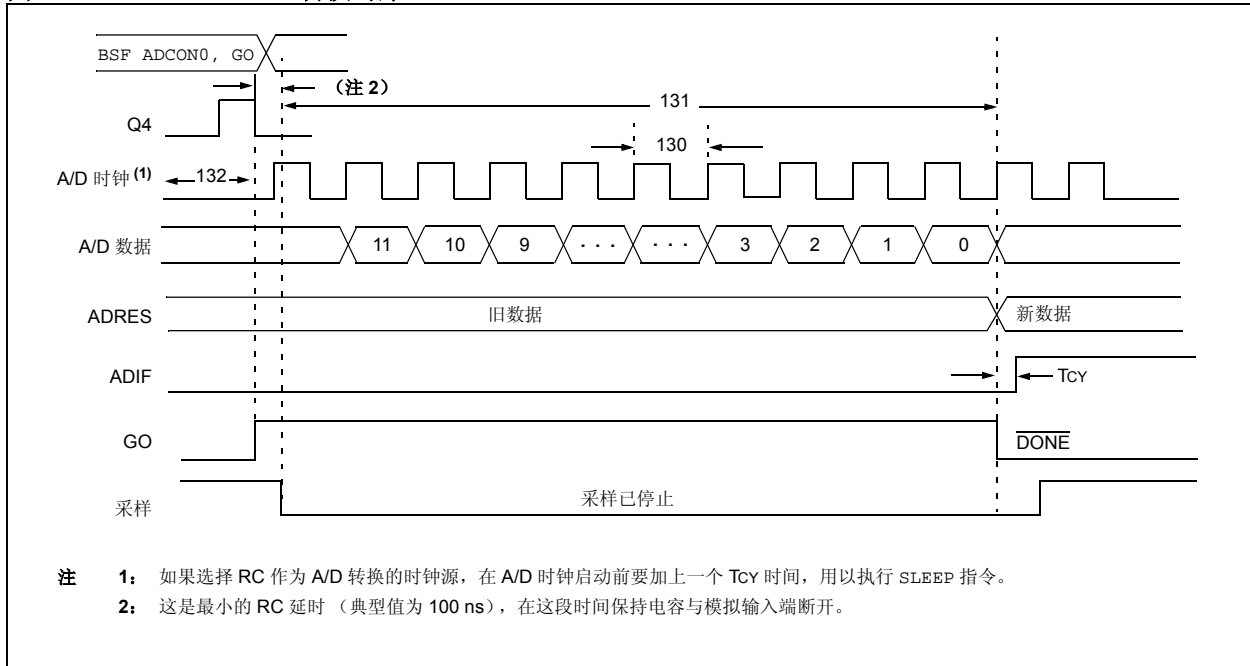 BSF ADCON0, GO
(注 2)
131
Q4
130
A/D 时钟 (1)
132
A/D 数据
11 10 9 · · · · · · 3 2 1 0
ADRES
旧数据
新数据
ADIF
TCY
GO
DONE
采样
采样已停止
注 1: 如果选择 RC 作为 A/D 转换的时钟源，在 A/D 时钟启动前要加上一个 TCY 时间，用以执行 SLEEP 指令。
2: 这是最小的 RC 延时 （典型值为 100 ns），在这段时间保持电容与模拟输入端断开。